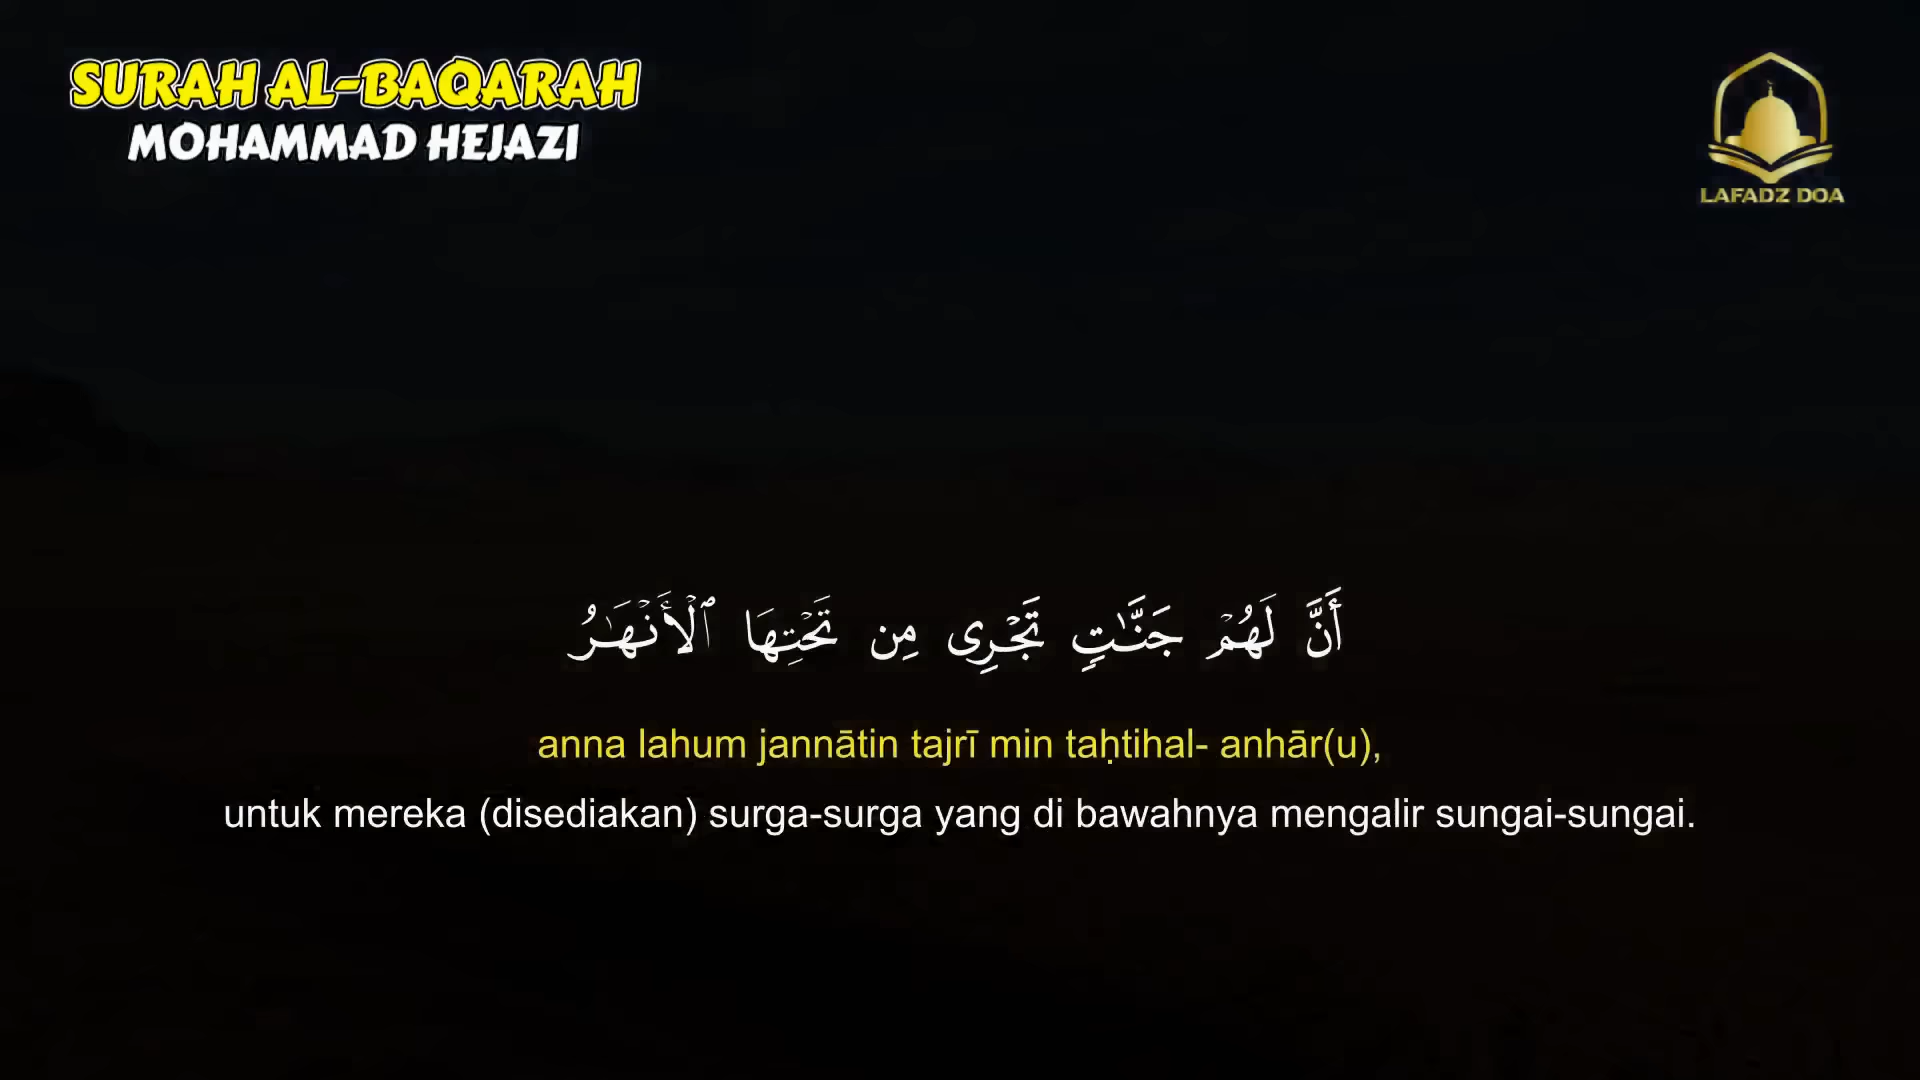 SURAH AL-BAQARAH
MOHAMMAD HEJAZI
LAFADZ DOA
أَنَّ لَهُمْ جَنَّـٰتٍ تَجْرِى مِن تَحْتِهَا ٱلْأَنْهَـٰرُ
anna lahum jannātin tajrī min taḥtihal- anhār(u),
untuk mereka (disediakan) surga-surga yang di bawahnya mengalir sungai-sungai.